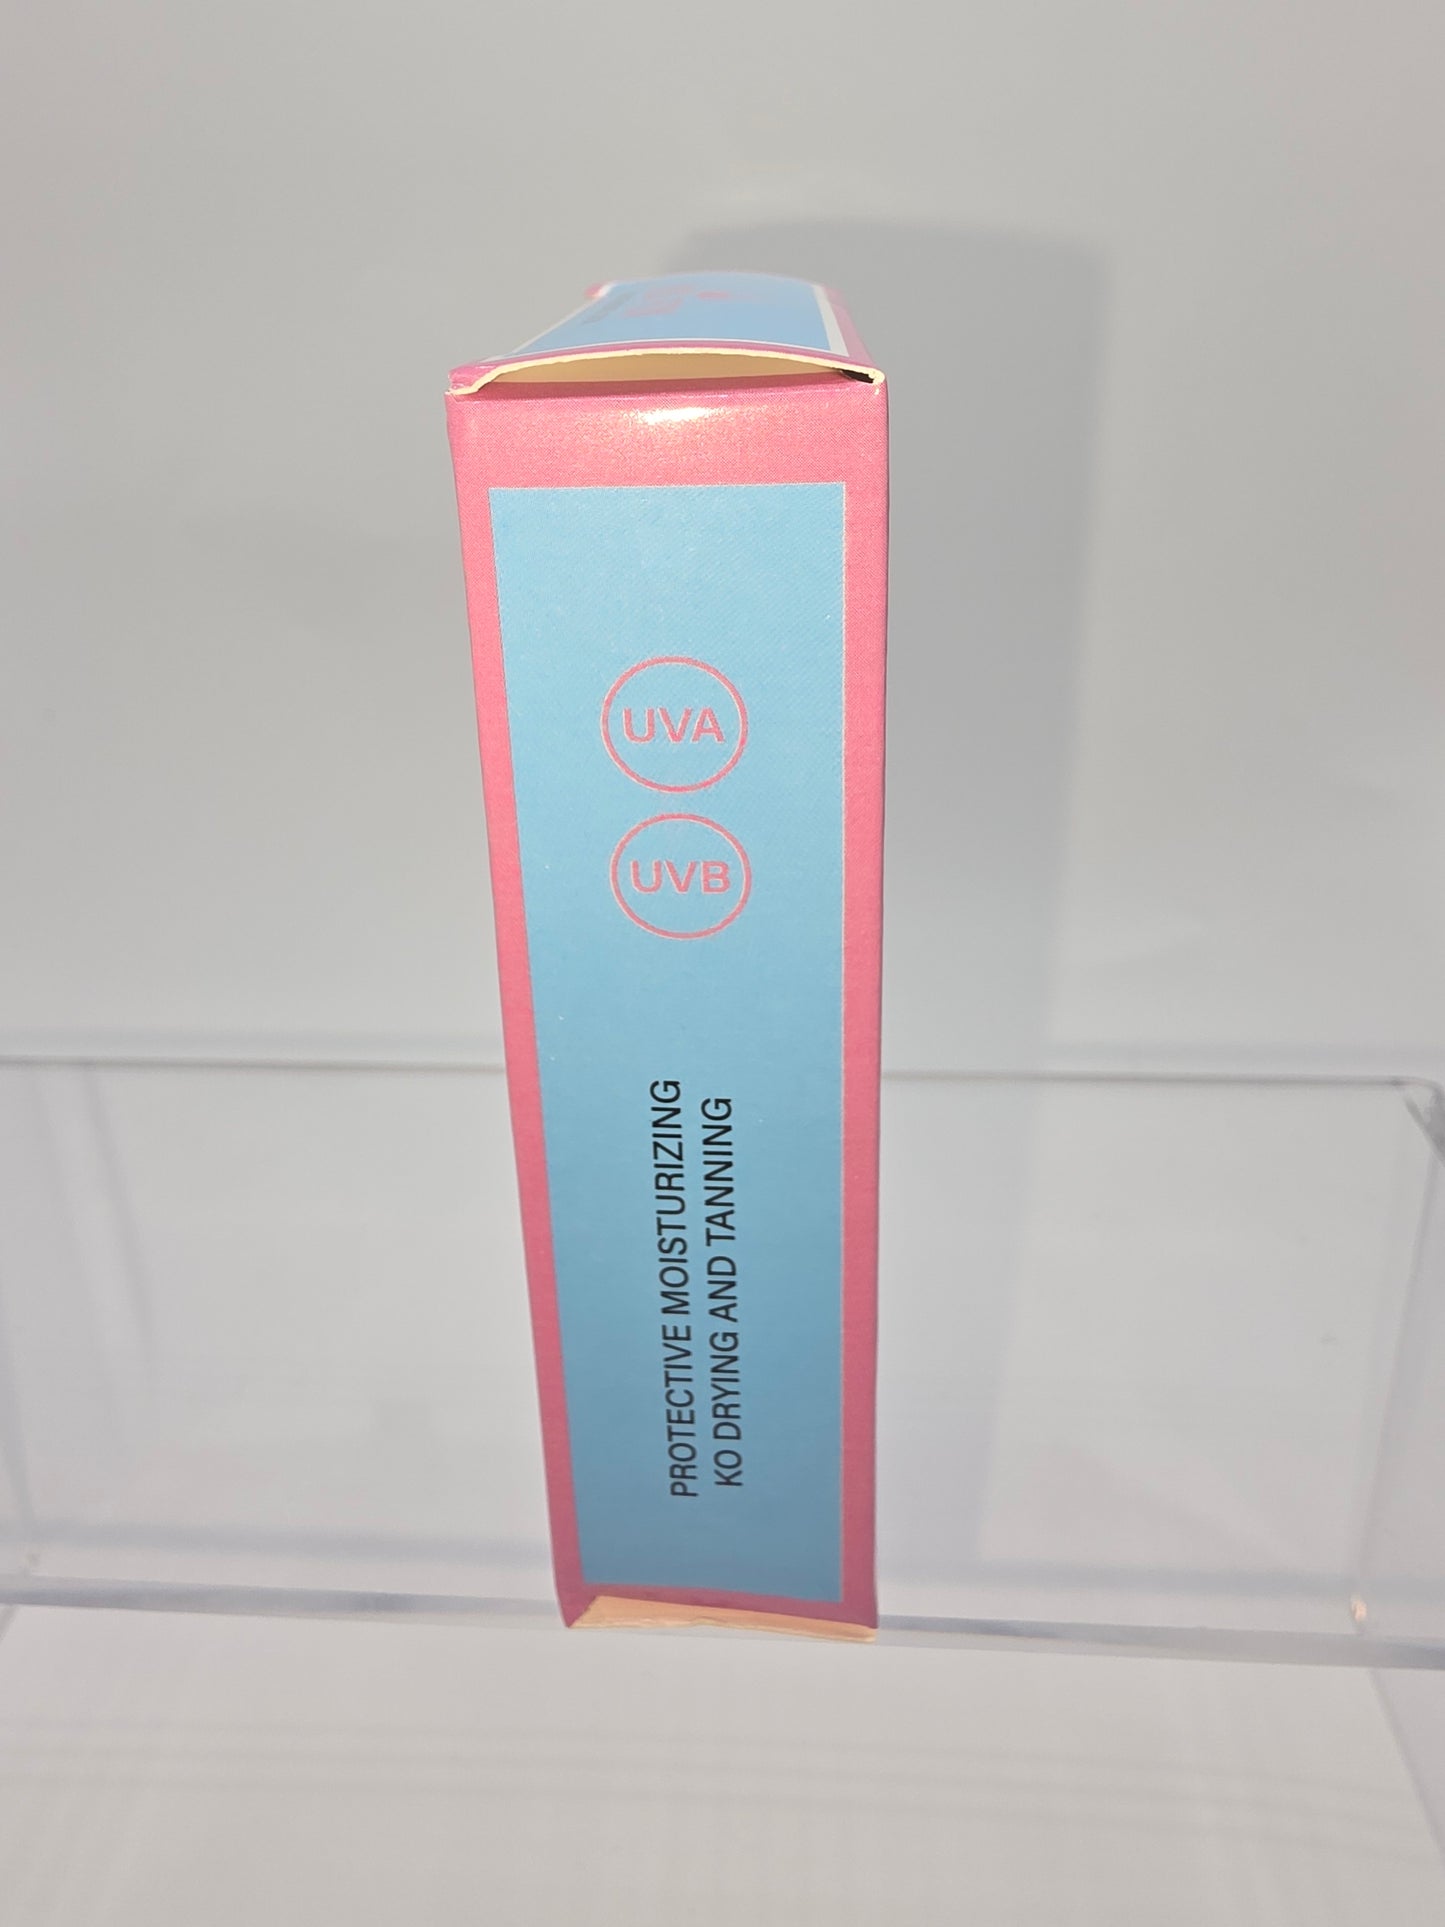 UVA
UVB
PROTECTIVE MOISTURIZING
KO DRYING AND TANNING